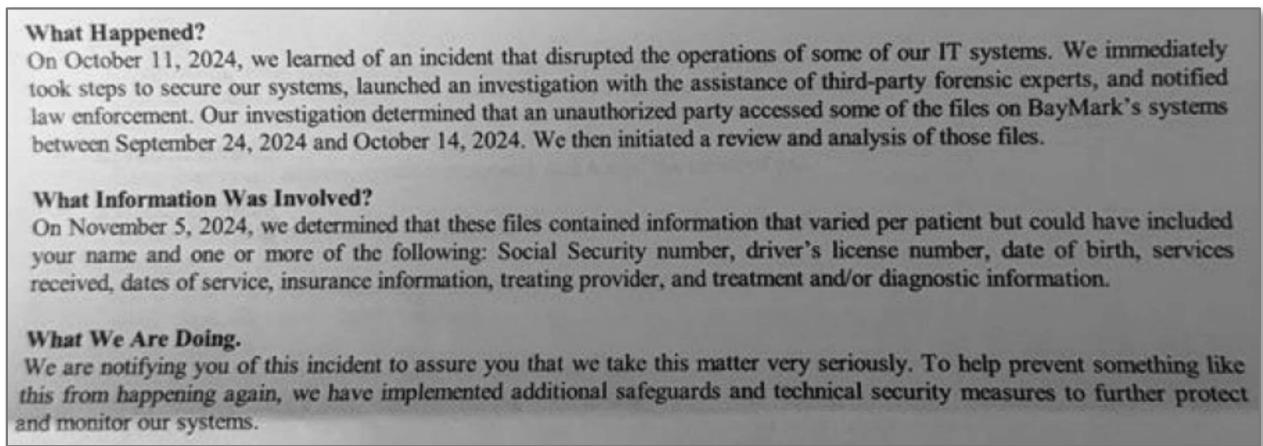 What Happened?
On October 11, 2024, we learned of an incident that disrupted the operations of some of our IT systems. We immediately
took steps to secure our systems, launched an investigation with the assistance of third-party forensic experts, and notified
law enforcement. Our investigation determined that an unauthorized party accessed some of the files on BayMark's systems
between September 24, 2024 and October 14, 2024. We then initiated a review and analysis of those files.
What Information Was Involved?
On November 5, 2024, we determined that these files contained information that varied per patient but could have included
your name and one or more of the following: Social Security number, driver's license number, date of birth, services
received, dates of service, insurance information, treating provider, and treatment and/or diagnostic information.
What We Are Doing.
We are notifying you of this incident to assure you that we take this matter very seriously. To help prevent something like
this from happening again, we have implemented additional safeguards and technical security measures to further protect
and monitor our systems.